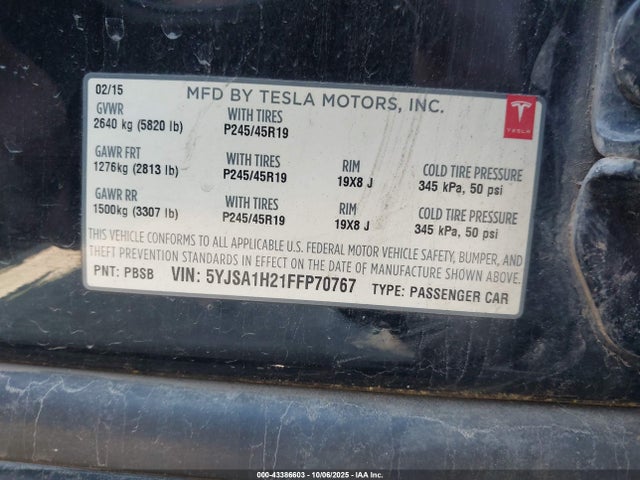 02/15 MFD BY TESLA MOTORS, INC.
TESLA
GVWR WITH TIRES
2640 kg (5820 lb) P245/45R19
GAWR FRT WITH TIRES RIM COLD TIRE PRESSURE
1276kg (2813 lb) P245/45R19 19X8 J 345 kPa, 50 psi
GAWR RR WITH TIRES RIM COLD TIRE PRESSURE
1500kg (3307 lb) P245/45R19 19X8 J 345 kPa, 50 psi
THIS VEHICLE CONFORMS TO ALL APPLICABLE U.S. FEDERAL MOTOR VEHICLE SAFETY, BUMPER, AND
THEFT PREVENTION STANDARDS IN EFFECT ON THE DATE OF MANUFACTURE SHOWN ABOVE.
PNT: PBSB VIN: 5YJSA1H21FFP70767 TYPE: PASSENGER CAR
000-43386603 | 10/06/2025 | IAA Inc.